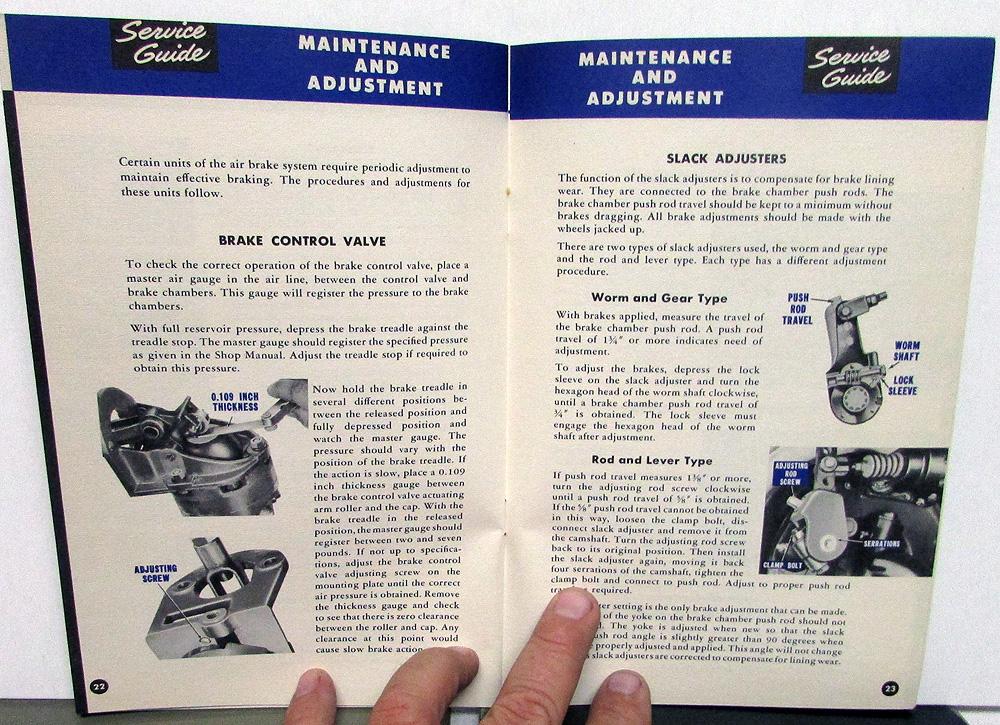 Service
Guide
MAINTENANCE
AND
ADJUSTMENT
Certain units of the air brake system require periodic adjustment to
maintain effective braking. The procedures and adjustments for
these units follow.
BRAKE CONTROL VALVE
To check the correct operation of the brake control valve, place a
master air gauge in the air line, between the control valve and
brake chambers. This gauge will register the pressure to the brake
chambers.
With full reservoir pressure, depress the brake treadle against the
treadle stop. The master gauge should register the specified pressure
as given in the Shop Manual. Adjust the treadle stop if required to
obtain this pressure.
0.109 INCH
THICKNESS
ADJUSTING
SCREW
Now hold the brake treadle in
several different positions be-
tween the released position and
fully depressed position and
watch the master gauge. The
pressure should vary with the
position of the brake treadle. If
the action is slow, place a 0.109
inch thickness gauge between
the brake control valve actuating
arm roller and the cap. With the
brake treadle in the released
position, the master gauge should
register between two and seven
pounds. If not up to specifica-
tions, adjust the brake control
valve adjusting screw on the
mounting plate until the correct
air pressure is obtained. Remove
the thickness gauge and check
to see that there is zero clearance
between the roller and cap. Any
clearance at this point would
cause slow brake action.
22
MAINTENANCE
AND
ADJUSTMENT
Service
Guide
SLACK ADJUSTERS
The function of the slack adjusters is to compensate for brake lining
wear. They are connected to the brake chamber push rods. The
brake chamber push rod travel should be kept to a minimum without
brakes dragging. All brake adjustments should be made with the
wheels jacked up.
There are two types of slack adjusters used, the worm and gear type
and the rod and lever type. Each type has a different adjustment
procedure.
Worm and Gear Type
With brakes applied, measure the travel of
the brake chamber push rod. A push rod
travel of 1¾" or more indicates need of
adjustment.
To adjust the brakes, depress the lock
sleeve on the slack adjuster and turn the
hexagon head of the worm shaft clockwise,
until a brake chamber push rod travel of
¾" is obtained. The lock sleeve must
engage the hexagon head of the worm
shaft after adjustment.
PUSH
ROD
TRAVEL
WORM
SHAFT
LOCK
SLEEVE
Rod and Lever Type
If push rod travel measures 1⅜" or more,
turn the adjusting rod screw clockwise
until a push rod travel of ⅝" is obtained.
If the ⅝" push rod travel cannot be obtained
in this way, loosen the clamp bolt, dis-
connect slack adjuster and remove it from
the camshaft. Turn the adjusting rod screw
back to its original position. Then install
the slack adjuster again, moving it back
four serrations of the camshaft, tighten the
clamp bolt and connect to push rod. Adjust to proper push rod
required.
ADJUSTING
ROD
SCREW
SERRATIONS
CLAMP BOLT
setting is the only brake adjustment that can be made.
of the yoke on the brake chamber push rod should not
The yoke is adjusted when new so that the slack
rod angle is slightly greater than 90 degrees when
properly adjusted and applied. This angle will not change
slack adjusters are corrected to compensate for lining wear.
23